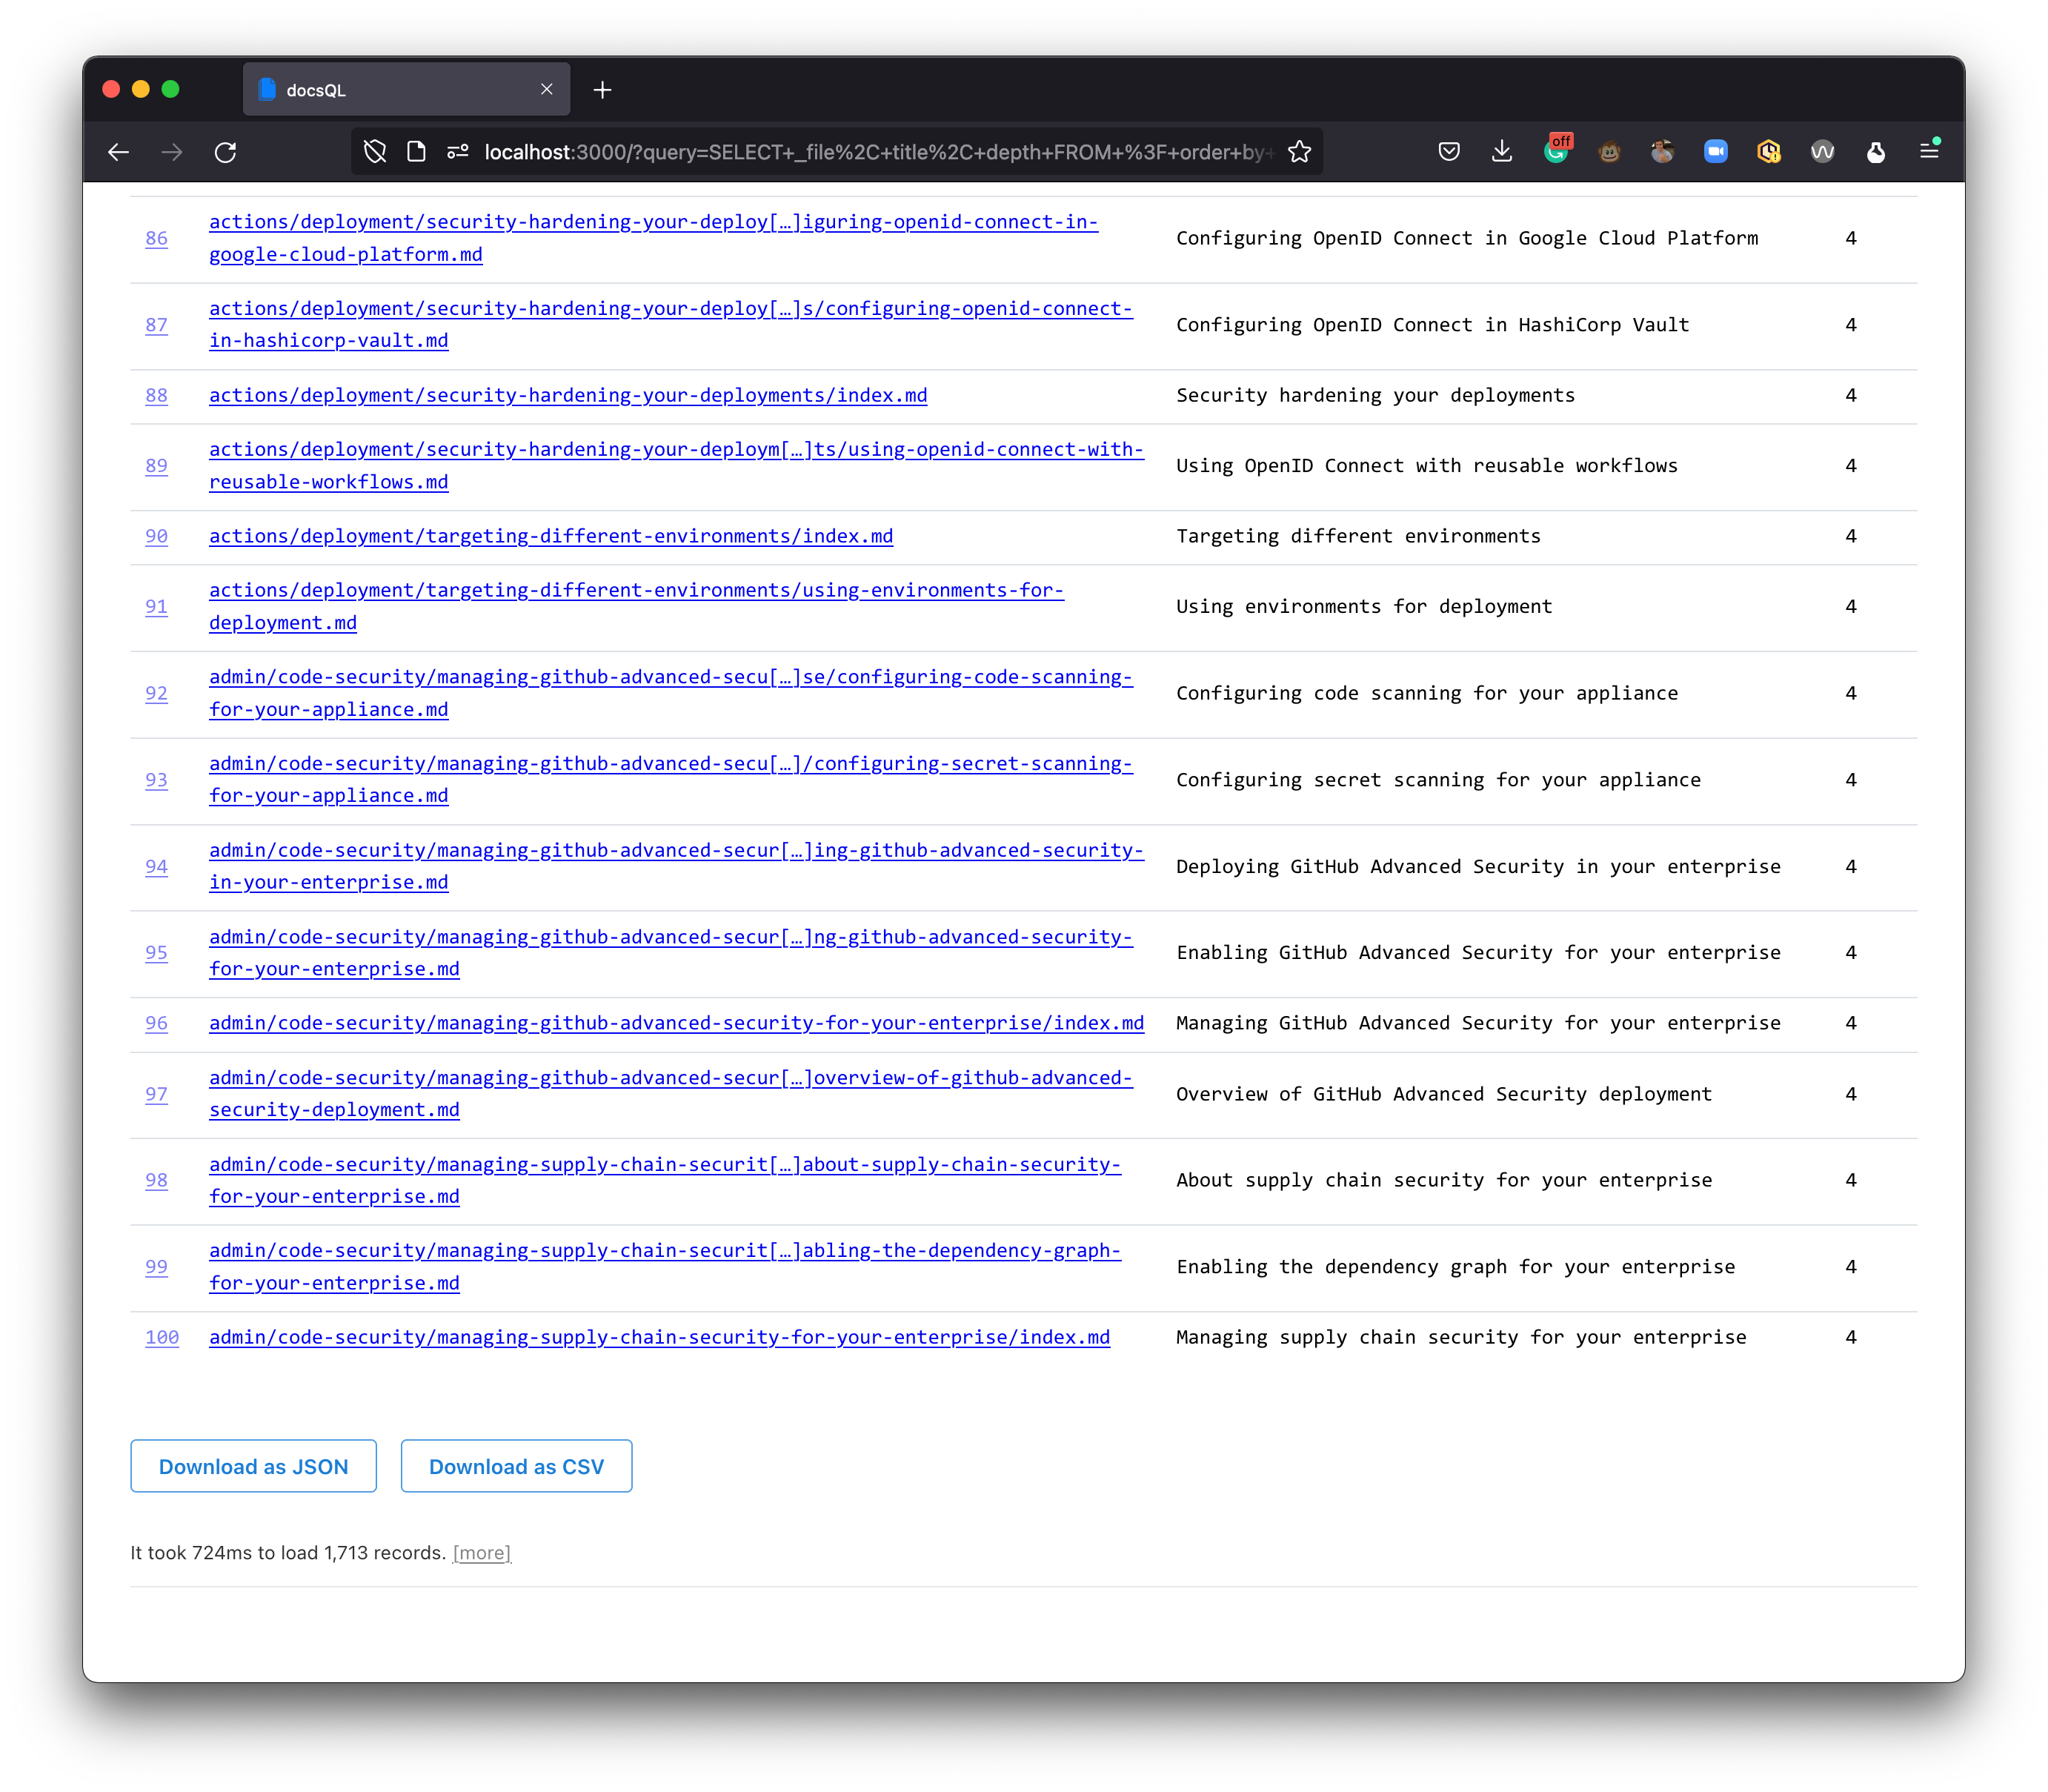 docsQL
localhost:3000/?query=SELECT+_file%2C+title%2C+depth+FROM+%3F+order+by+
off
86 actions/deployment/security-hardening-your-deploy[…]iguring-openid-connect-in-
google-cloud-platform.md
Configuring OpenID Connect in Google Cloud Platform 4
87 actions/deployment/security-hardening-your-deploy[…]s/configuring-openid-connect-
in-hashicorp-vault.md
Configuring OpenID Connect in HashiCorp Vault 4
88 actions/deployment/security-hardening-your-deployments/index.md Security hardening your deployments 4
89 actions/deployment/security-hardening-your-deploym[…]ts/using-openid-connect-with-
reusable-workflows.md
Using OpenID Connect with reusable workflows 4
90 actions/deployment/targeting-different-environments/index.md Targeting different environments 4
91 actions/deployment/targeting-different-environments/using-environments-for-
deployment.md
Using environments for deployment 4
92 admin/code-security/managing-github-advanced-secu[…]se/configuring-code-scanning-
for-your-appliance.md
Configuring code scanning for your appliance 4
93 admin/code-security/managing-github-advanced-secu[…]/configuring-secret-scanning-
for-your-appliance.md
Configuring secret scanning for your appliance 4
94 admin/code-security/managing-github-advanced-secur[…]ing-github-advanced-security-
in-your-enterprise.md
Deploying GitHub Advanced Security in your enterprise 4
95 admin/code-security/managing-github-advanced-secur[…]ng-github-advanced-security-
for-your-enterprise.md
Enabling GitHub Advanced Security for your enterprise 4
96 admin/code-security/managing-github-advanced-security-for-your-enterprise/index.md Managing GitHub Advanced Security for your enterprise 4
97 admin/code-security/managing-github-advanced-secur[…]overview-of-github-advanced-
security-deployment.md
Overview of GitHub Advanced Security deployment 4
98 admin/code-security/managing-supply-chain-securit[…]about-supply-chain-security-
for-your-enterprise.md
About supply chain security for your enterprise 4
99 admin/code-security/managing-supply-chain-securit[…]abling-the-dependency-graph-
for-your-enterprise.md
Enabling the dependency graph for your enterprise 4
100 admin/code-security/managing-supply-chain-security-for-your-enterprise/index.md Managing supply chain security for your enterprise 4
Download as JSON Download as CSV
It took 724ms to load 1,713 records. [more]